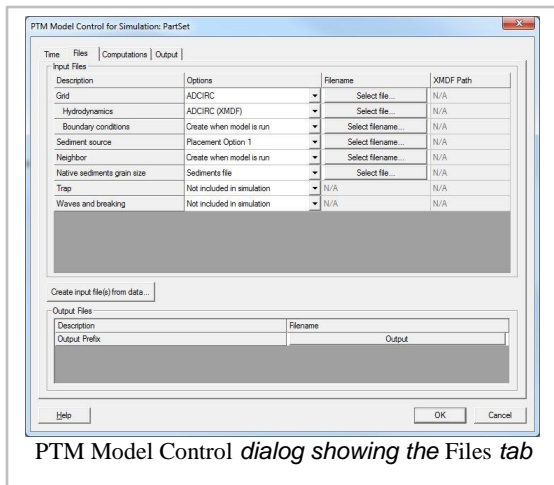 PTM Model Control for Simulation: PartSet
Time Files Computations Output
Input Files
Description Options Filename XMDF Path
Grid ADCIRC Select file... N/A
Hydrodynamics ADCIRC (XMDF) Select file... N/A
Boundary conditions Create when model is run Select filename... N/A
Sediment source Placement Option 1 Select filename... N/A
Neighbor Create when model is run Select filename... N/A
Native sediments grain size Sediments file Select file... N/A
Trap Not included in simulation N/A N/A
Waves and breaking Not included in simulation N/A N/A
Create input file(s) from data...
Output Files
Description Filename
Output Prefix Output
Help OK Cancel
PTM Model Control dialog showing the Files tab